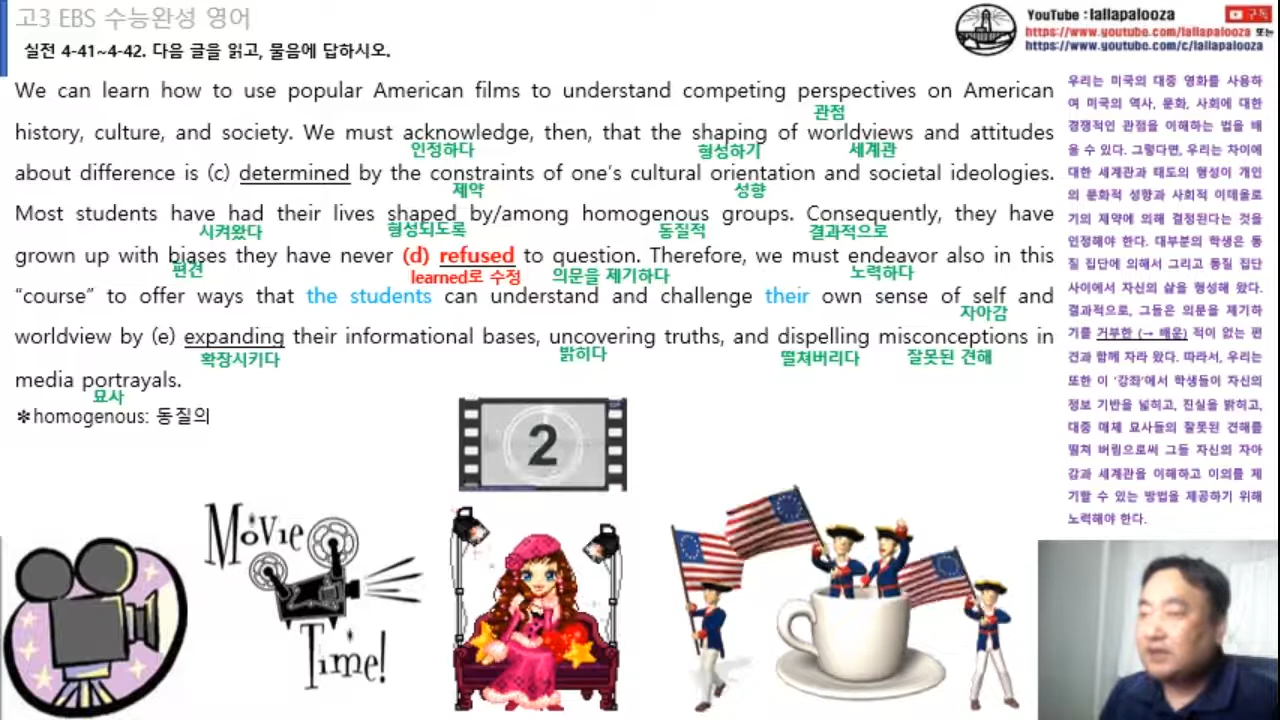 고3 EBS 수능완성 영어
YouTube : lallapalooza
구독
https://www.youtube.com/lallapalooza 또는
https://www.youtube.com/c/lallapalooza
실전 4-41~4-42. 다음 글을 읽고, 물음에 답하시오.
We can learn how to use popular American films to understand competing perspectives on American
관점
history, culture, and society. We must acknowledge, then, that the shaping of worldviews and attitudes
인정하다 형성하기 세계관
about difference is (c) determined by the constraints of one's cultural orientation and societal ideologies.
제약 성향
Most students have had their lives shaped by/among homogenous groups. Consequently, they have
시켜왔다 형성되도록 동질적 결과적으로
grown up with biases they have never (d) refused to question. Therefore, we must endeavor also in this
편견 learned로 수정 의문을 제기하다 노력하다
"course" to offer ways that the students can understand and challenge their own sense of self and
자아감
worldview by (e) expanding their informational bases, uncovering truths, and dispelling misconceptions in
확장시키다 밝히다 떨쳐버리다 잘못된 견해
media portrayals.
묘사
✻homogenous: 동질의
우리는 미국의 대중 영화를 사용하
여 미국의 역사, 문화, 사회에 대한
경쟁적인 관점을 이해하는 법을 배
울 수 있다. 그렇다면, 우리는 차이에
대한 세계관과 태도의 형성이 개인
의 문화적 성향과 사회적 이데올로
기의 제약에 의해 결정된다는 것을
인정해야 한다. 대부분의 학생은 동
질 집단에 의해서 그리고 동질 집단
사이에서 자신의 삶을 형성해 왔다.
결과적으로, 그들은 의문을 제기하
기를 거부한 (→ 배운) 적이 없는 편
견과 함께 자라 왔다. 따라서, 우리는
또한 이 '강좌'에서 학생들이 자신의
정보 기반을 넓히고, 진실을 밝히고,
대중 매체 묘사들의 잘못된 견해를
떨쳐 버림으로써 그들 자신의 자아
감과 세계관을 이해하고 이의를 제
기할 수 있는 방법을 제공하기 위해
노력해야 한다.
2
Movie
Time!